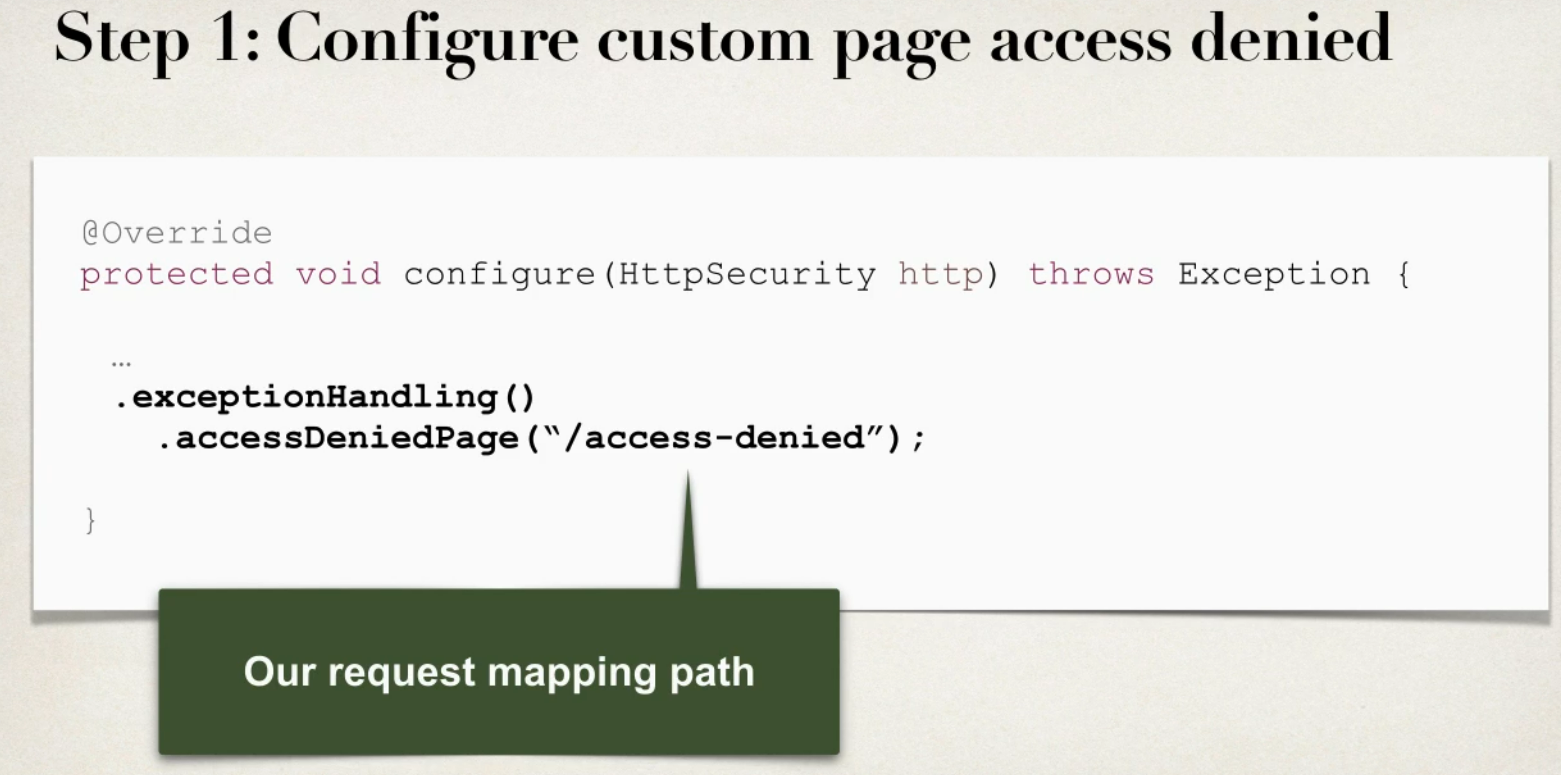 Step 1: Configure custom page access denied
@Override
protected void configure(HttpSecurity http) throws Exception {
…
.exceptionHandling()
.accessDeniedPage(“/access-denied”);
}
Our request mapping path